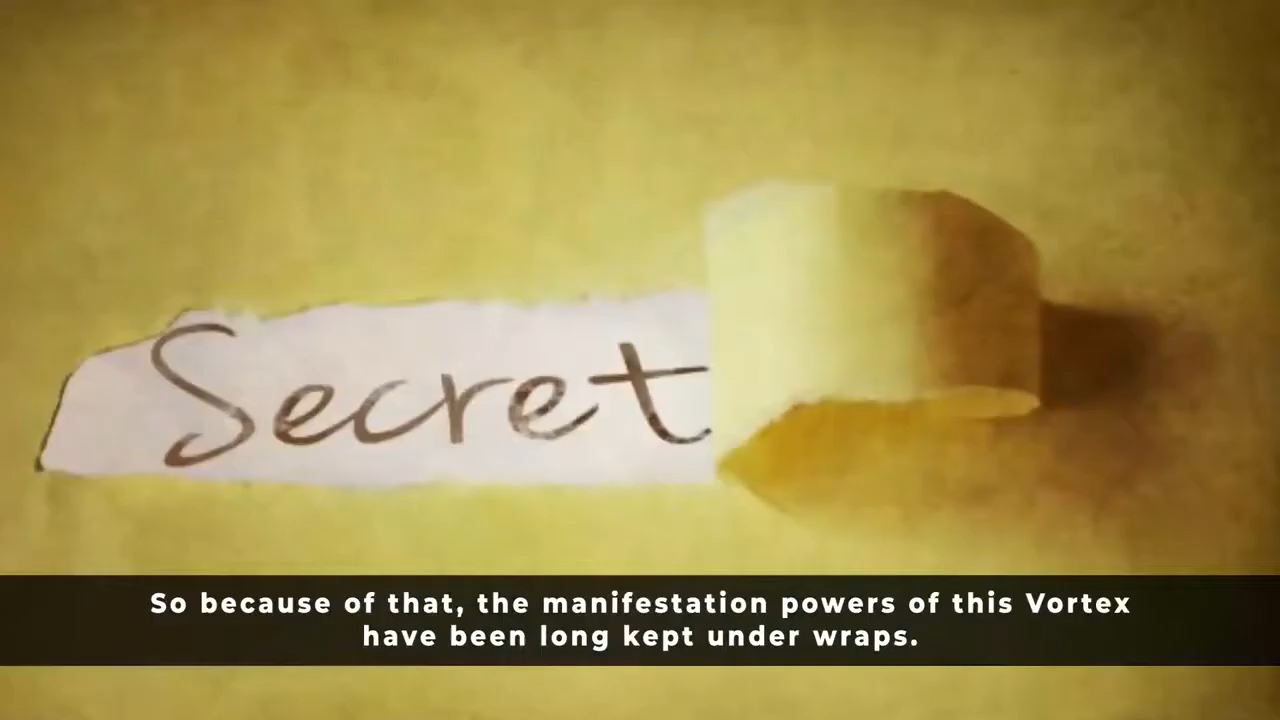 Secret
So because of that, the manifestation powers of this Vortex
have been long kept under wraps.